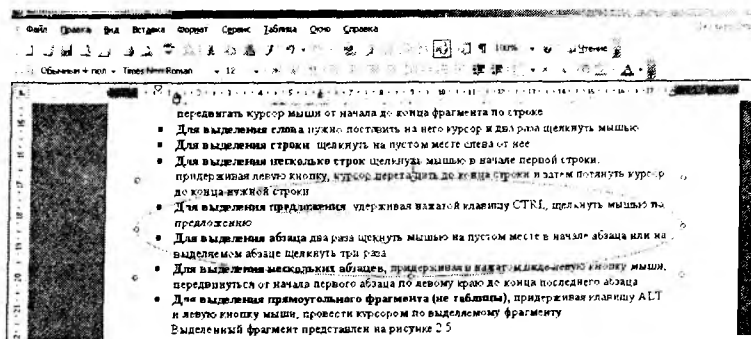 Файл Правка Вид Вставка Формат Сервис Таблица Окно Справка
100% Чтение
Обычный + пол Times New Roman 12
передвигать курсор мыши от начала до конца фрагмента по строке
Для выделения слова нужно поставить на него курсор и два раза щелкнуть мышью
Для выделения строки щелкнуть на пустом месте слева от нее
Для выделения несколько строк щелкнуть мышью в начале первой строки,
придерживая левую кнопку, курсор перетащить до конца строки и затем потянуть курсор
до конца нужной строки
Для выделения предложения удерживая нажатой клавишу CTRL, щелкнуть мышью по
предложению
Для выделения абзаца два раза щелкнуть мышью на пустом месте в начале абзаца или на
выделяемом абзаце щелкнуть три раза
Для выделения нескольких абзацев, придерживая в нажатом виде левую кнопку мыши,
передвинуться от начала первого абзаца по левому краю до конца последнего абзаца
Для выделения прямоугольного фрагмента (не таблицы), придерживая клавишу ALT
и левую кнопку мыши, провести курсором по выделяемому фрагменту
Выделенный фрагмент представлен на рисунке 2.5